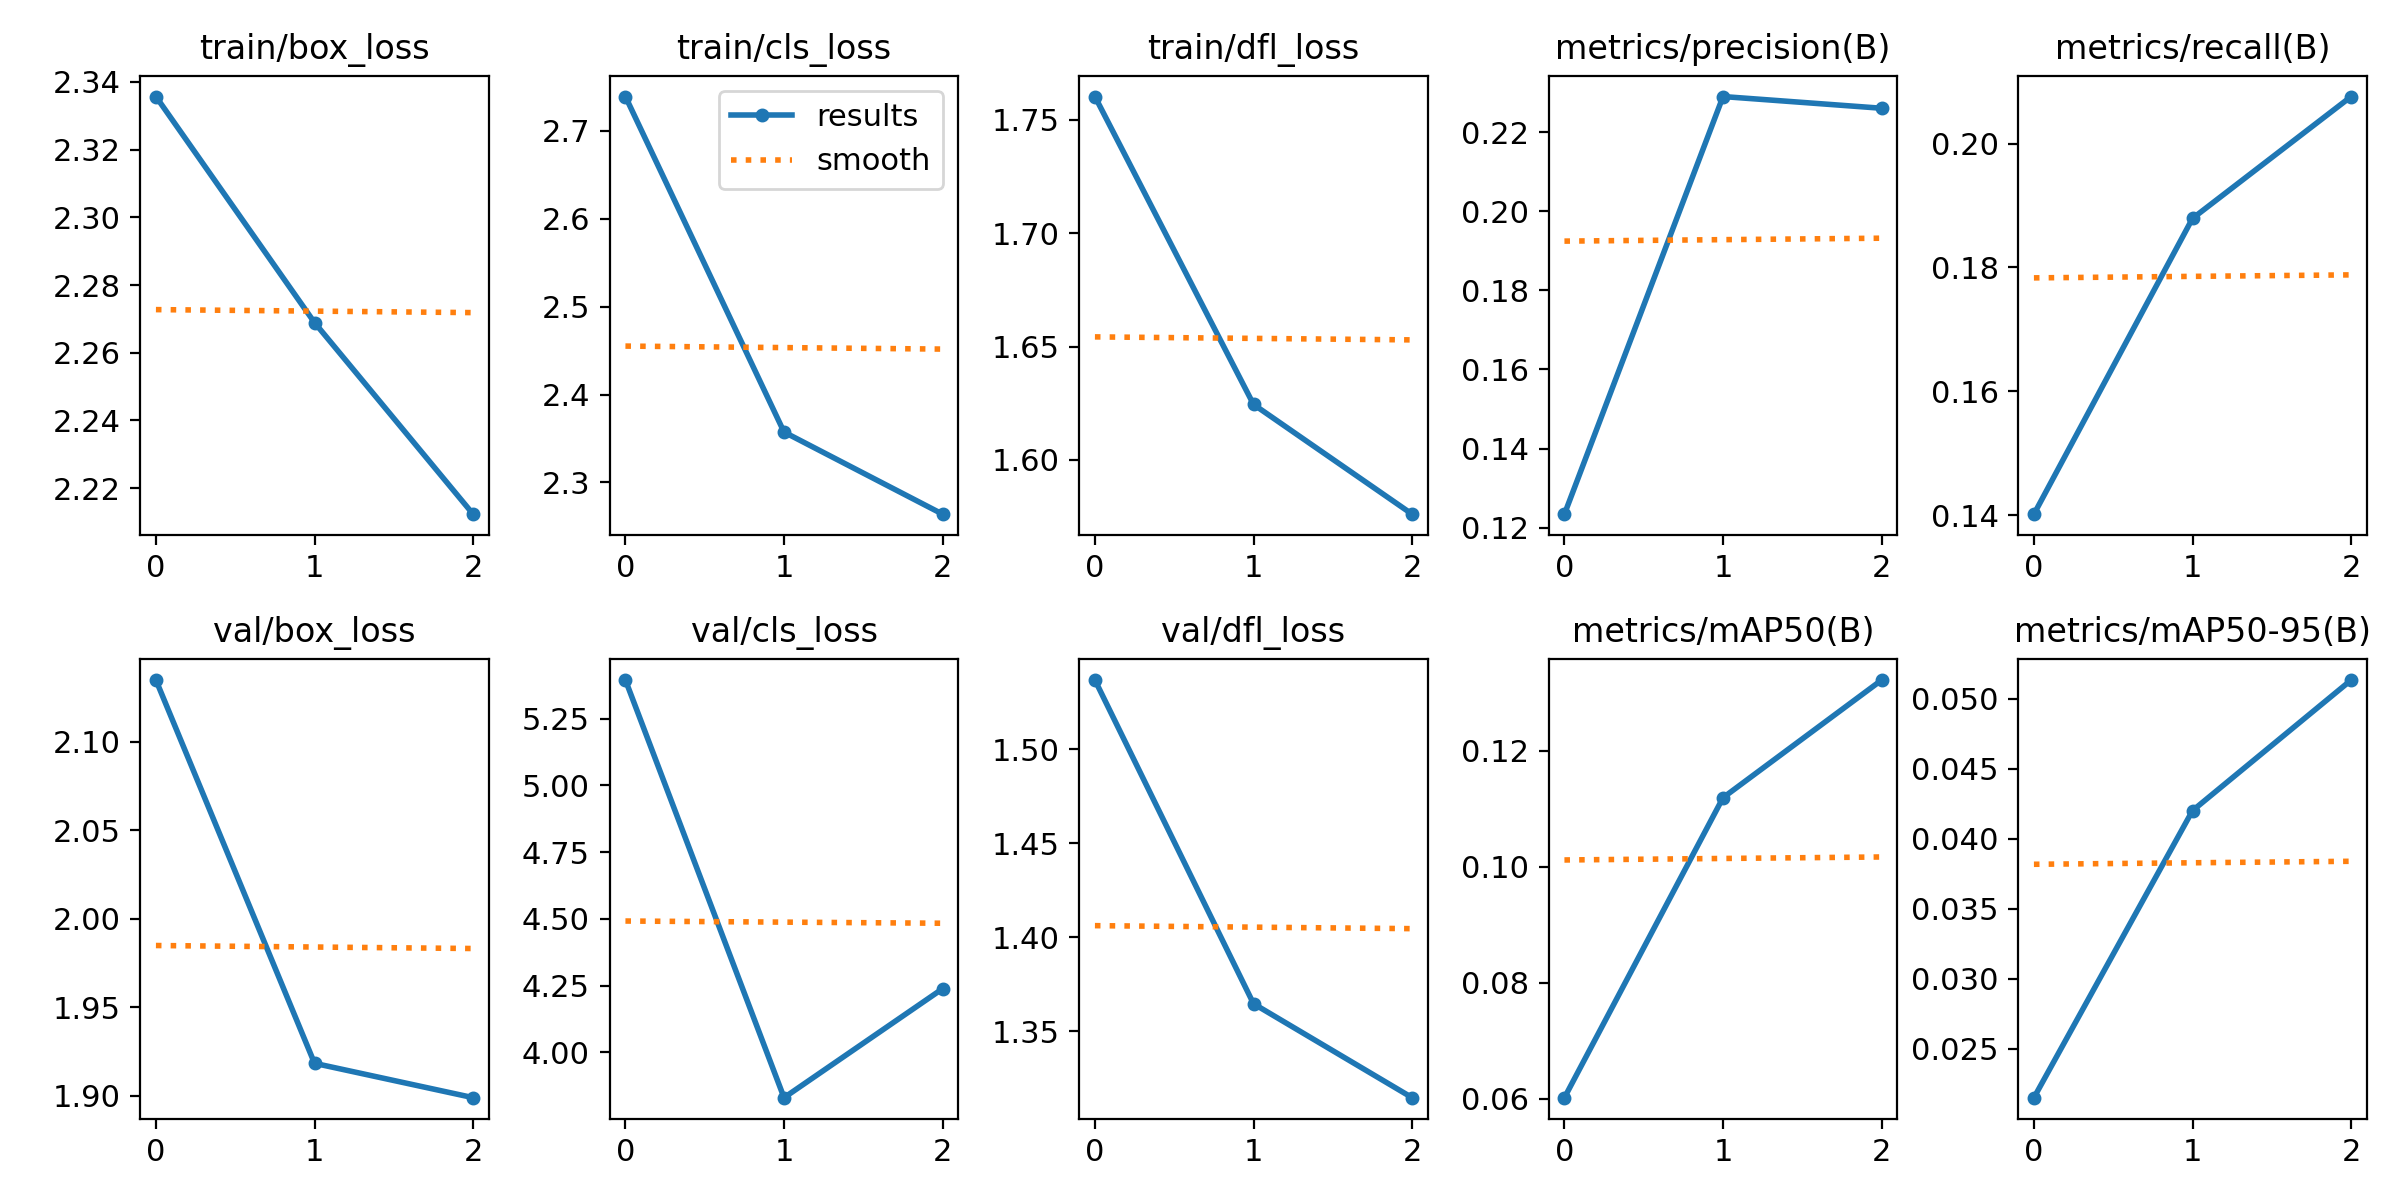 train/box_loss
2.34
2.32
2.30
2.28
2.26
2.24
2.22
0 1 2
train/cls_loss
results
smooth
2.7
2.6
2.5
2.4
2.3
0 1 2
train/dfl_loss
1.75
1.70
1.65
1.60
0 1 2
metrics/precision(B)
0.22
0.20
0.18
0.16
0.14
0.12
0 1 2
metrics/recall(B)
0.20
0.18
0.16
0.14
0 1 2
val/box_loss
2.10
2.05
2.00
1.95
1.90
0 1 2
val/cls_loss
5.25
5.00
4.75
4.50
4.25
4.00
0 1 2
val/dfl_loss
1.50
1.45
1.40
1.35
0 1 2
metrics/mAP50(B)
0.12
0.10
0.08
0.06
0 1 2
metrics/mAP50-95(B)
0.050
0.045
0.040
0.035
0.030
0.025
0 1 2